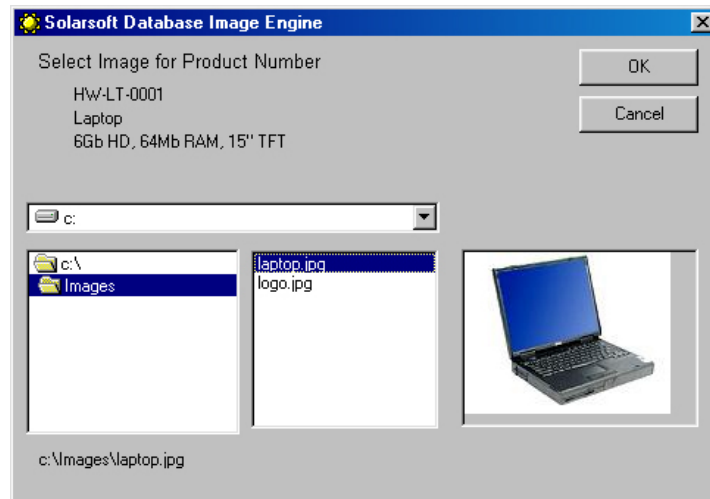 Solarsoft Database Image Engine
Select Image for Product Number
OK
HW-LT-0001
Laptop
Cancel
6Gb HD, 64Mb RAM, 15" TFT
c:
c:\
Images
laptop.jpg
logo.jpg
c:\Images\laptop.jpg